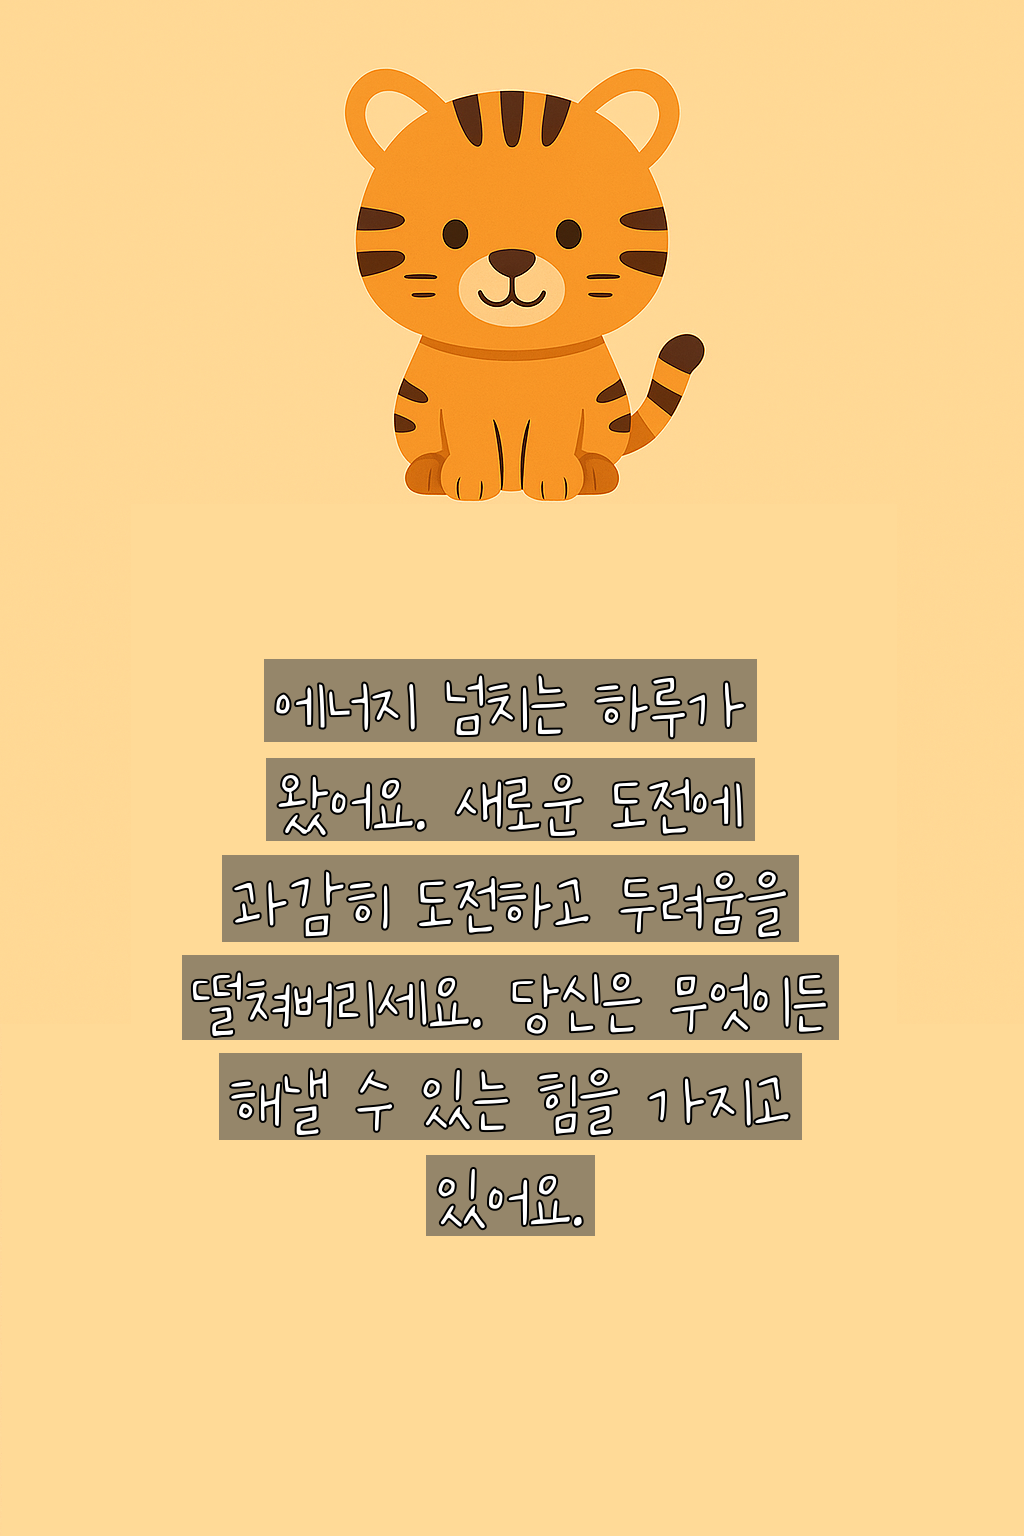 에너지 넘치는 하루가
왔어요. 새로운 도전에
과감히 도전하고 두려움을
떨쳐버리세요. 당신은 무엇이든
해낼 수 있는 힘을 가지고
있어요.